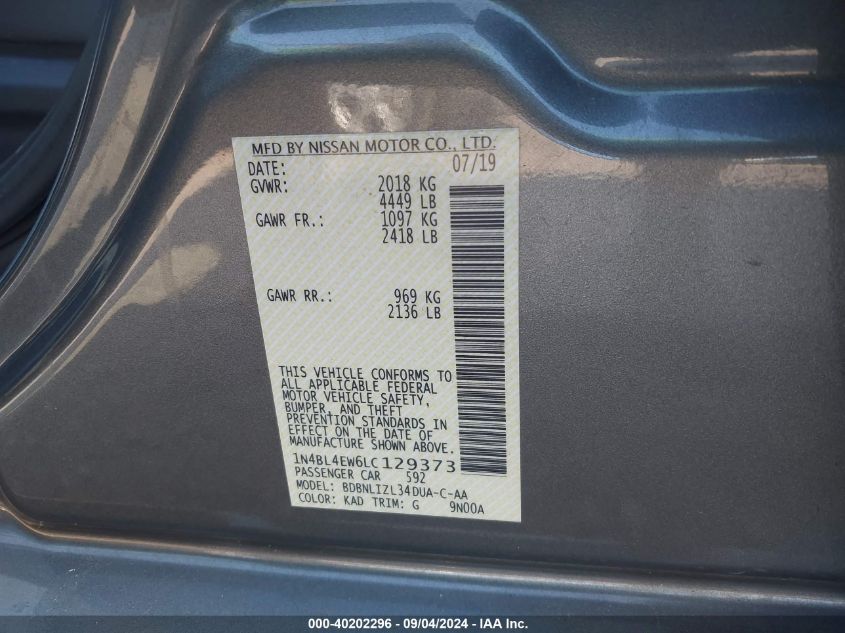 MFD BY NISSAN MOTOR CO., LTD.
DATE: 07/19
GVWR: 2018 KG
4449 LB
GAWR FR.: 1097 KG
2418 LB
GAWR RR.: 969 KG
2136 LB
THIS VEHICLE CONFORMS TO
ALL APPLICABLE FEDERAL
MOTOR VEHICLE SAFETY,
BUMPER, AND THEFT
PREVENTION STANDARDS IN
EFFECT ON THE DATE OF
MANUFACTURE SHOWN ABOVE.
1N4BL4EW6LC129373
PASSENGER CAR 592
MODEL: BDBNLIZL34DUA-C-AA
COLOR: KAD TRIM: G 9N00A
000-40202296 - 09/04/2024 - IAA Inc.